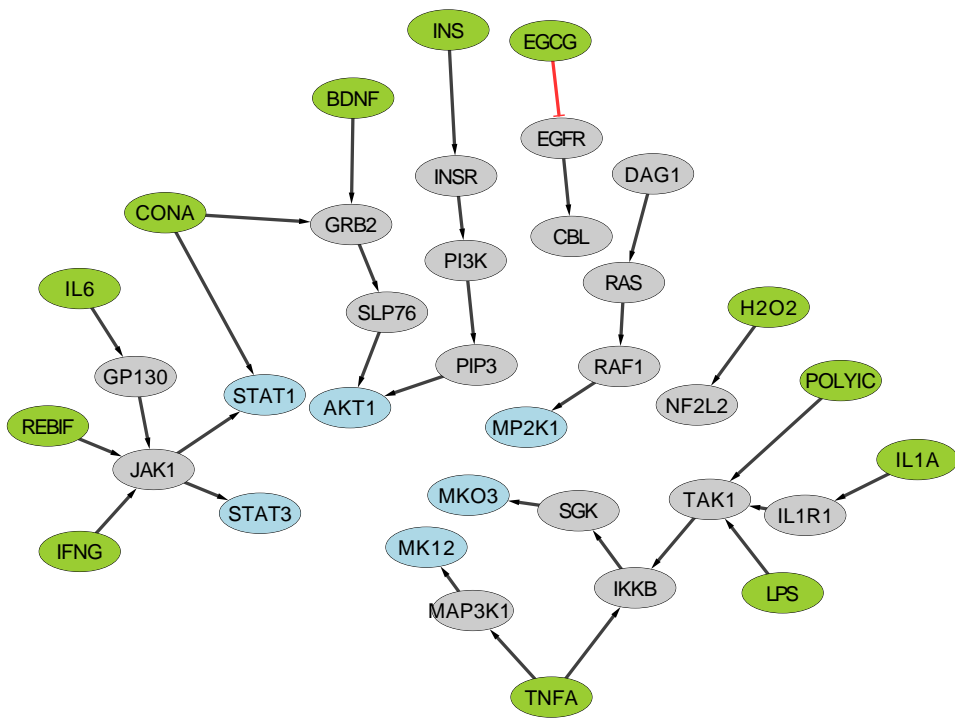 INS
EGCG
BDNF
EGFR
INSR
DAG1
CONA
GRB2
CBL
PI3K
RAS
IL6
SLP76
H2O2
GP130
PIP3
RAF1
POLYIC
STAT1
AKT1
NF2L2
REBIF
MP2K1
JAK1
IL1A
MKO3
SGK
TAK1
IL1R1
STAT3
IFNG
MK12
IKKB
LPS
MAP3K1
TNFA